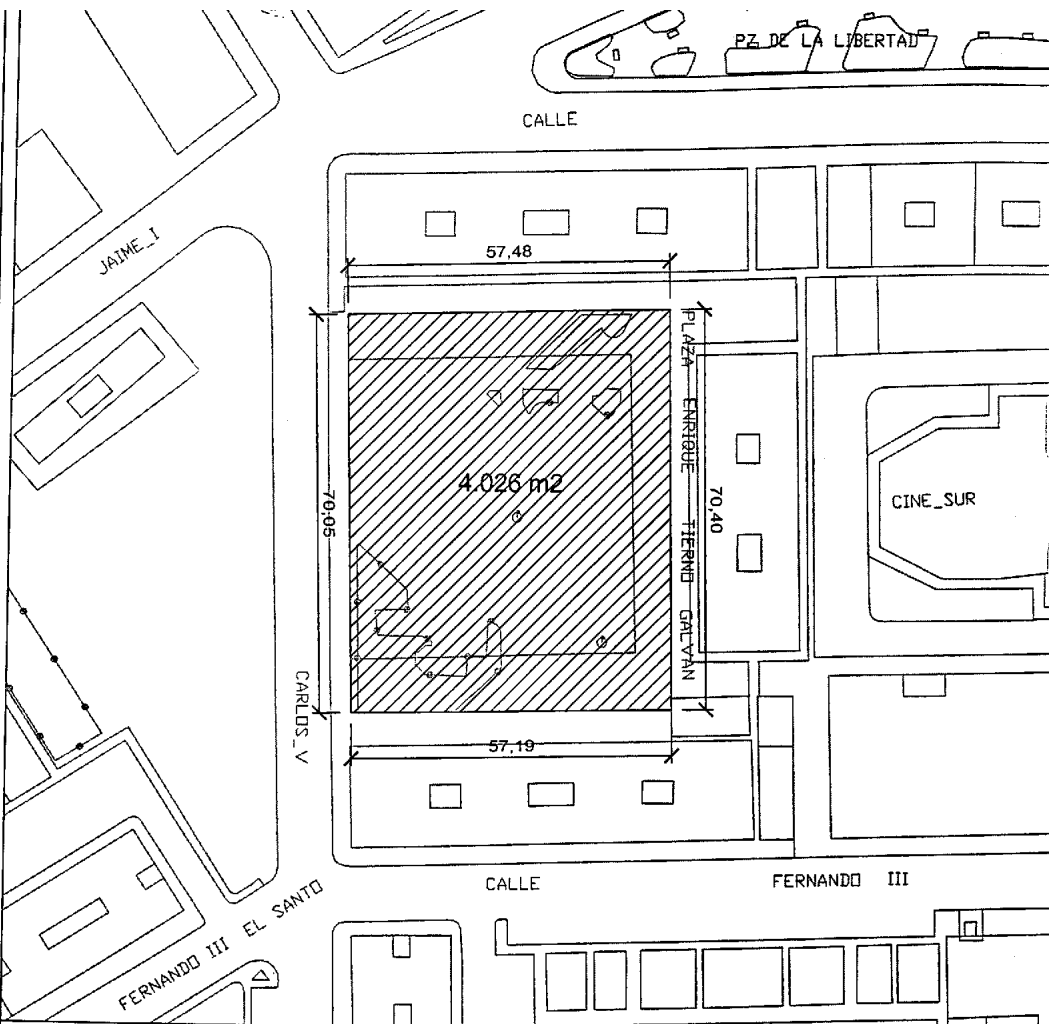 PZ DE LA LIBERTAD
CALLE
JAIME_I
57,48
PLAZA ENRIQUE TIERNO GALVAN
70,05
4.026 m2
70,40
CINE_SUR
CARLOS_V
57,19
CALLE
FERNANDO III
FERNANDO III EL SANTO